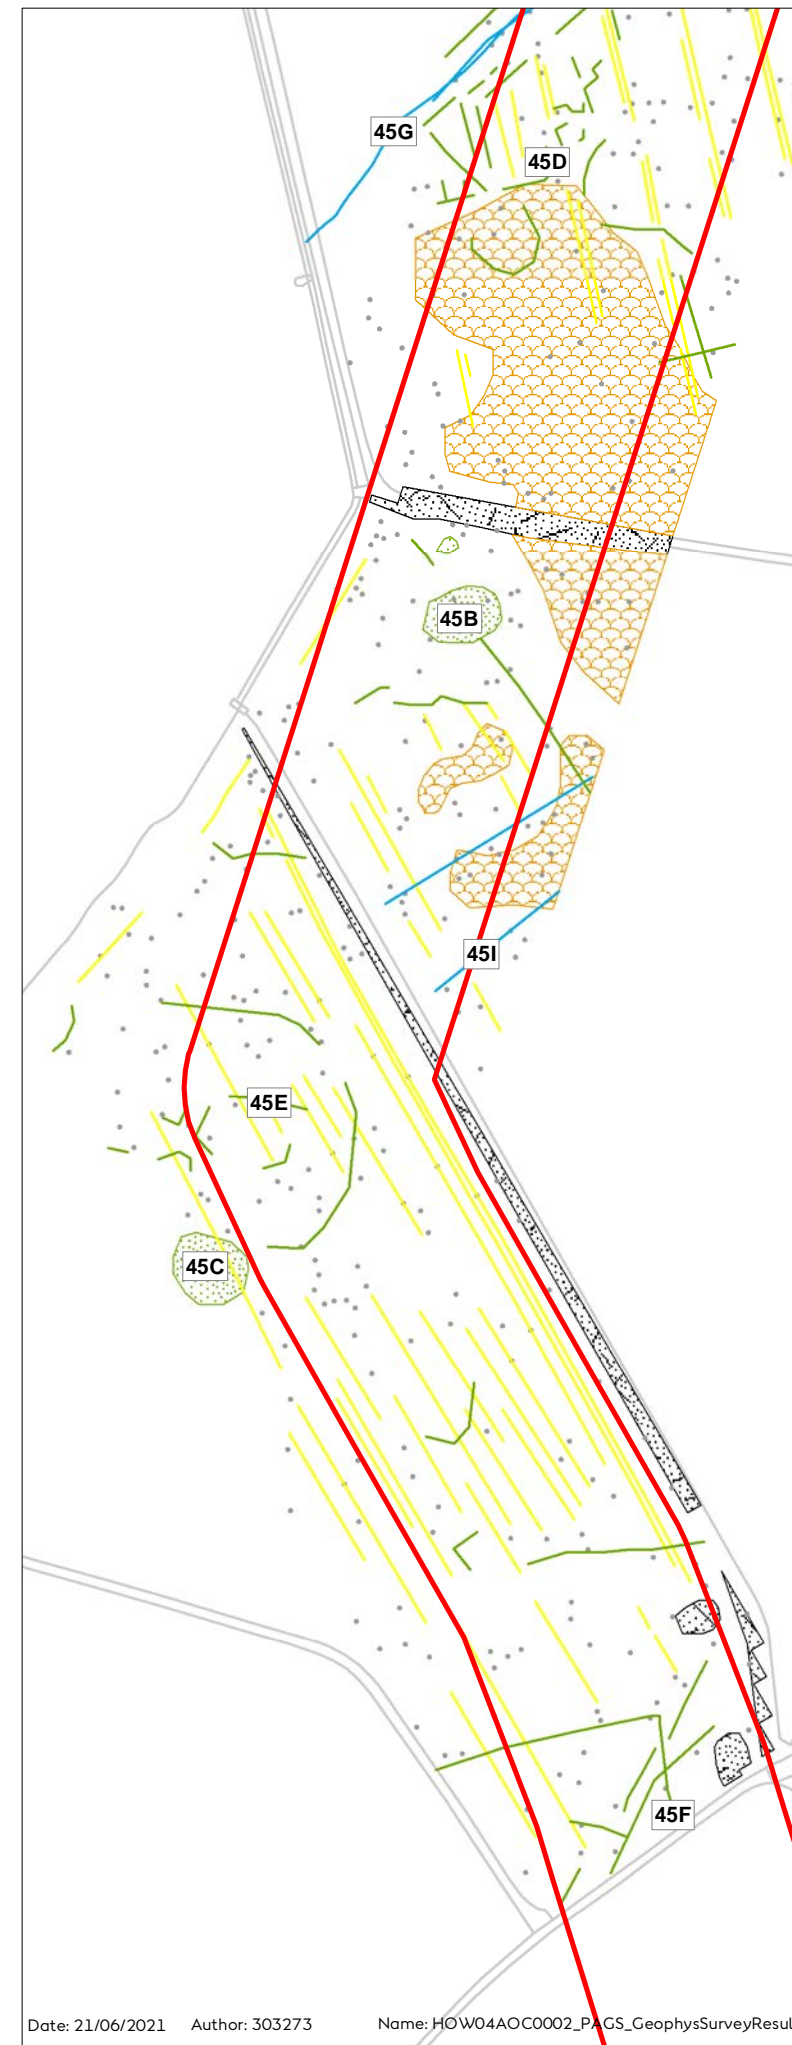 45G
45D
45B
45I
45E
45C
45F
Date: 21/06/2021 Author: 303273 Name: HOW04AOC0002_PAGS_GeophysSurveyResul